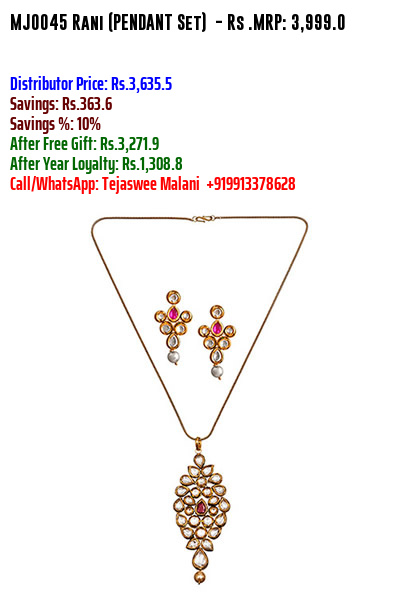 MJ0045 Rani (PENDANT Set) - Rs .MRP: 3,999.0
Distributor Price: Rs.3,635.5
Savings: Rs.363.6
Savings %: 10%
After Free Gift: Rs.3,271.9
After Year Loyalty: Rs.1,308.8
Call/WhatsApp: Tejaswee Malani +919913378628